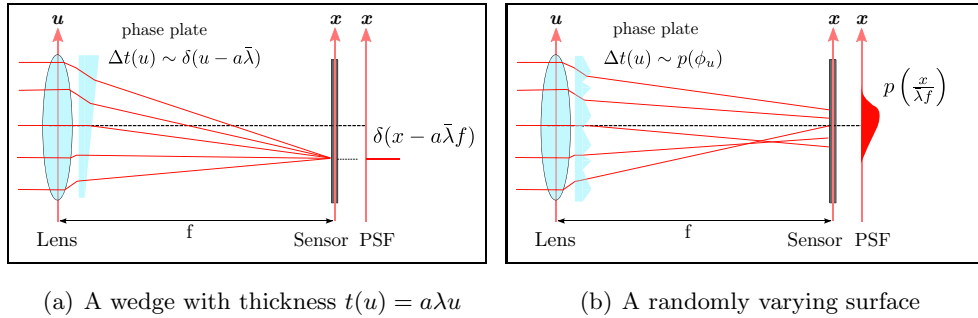 u
x x
phase plate
Δt(u) ∼ δ(u − aλ̄)
δ(x − aλ̄f)
f
Lens
Sensor PSF
(a) A wedge with thickness t(u) = aλu
u
x x
phase plate
Δt(u) ∼ p(ϕ_u)
p(x/λ̄f)
f
Lens
Sensor PSF
(b) A randomly varying surface